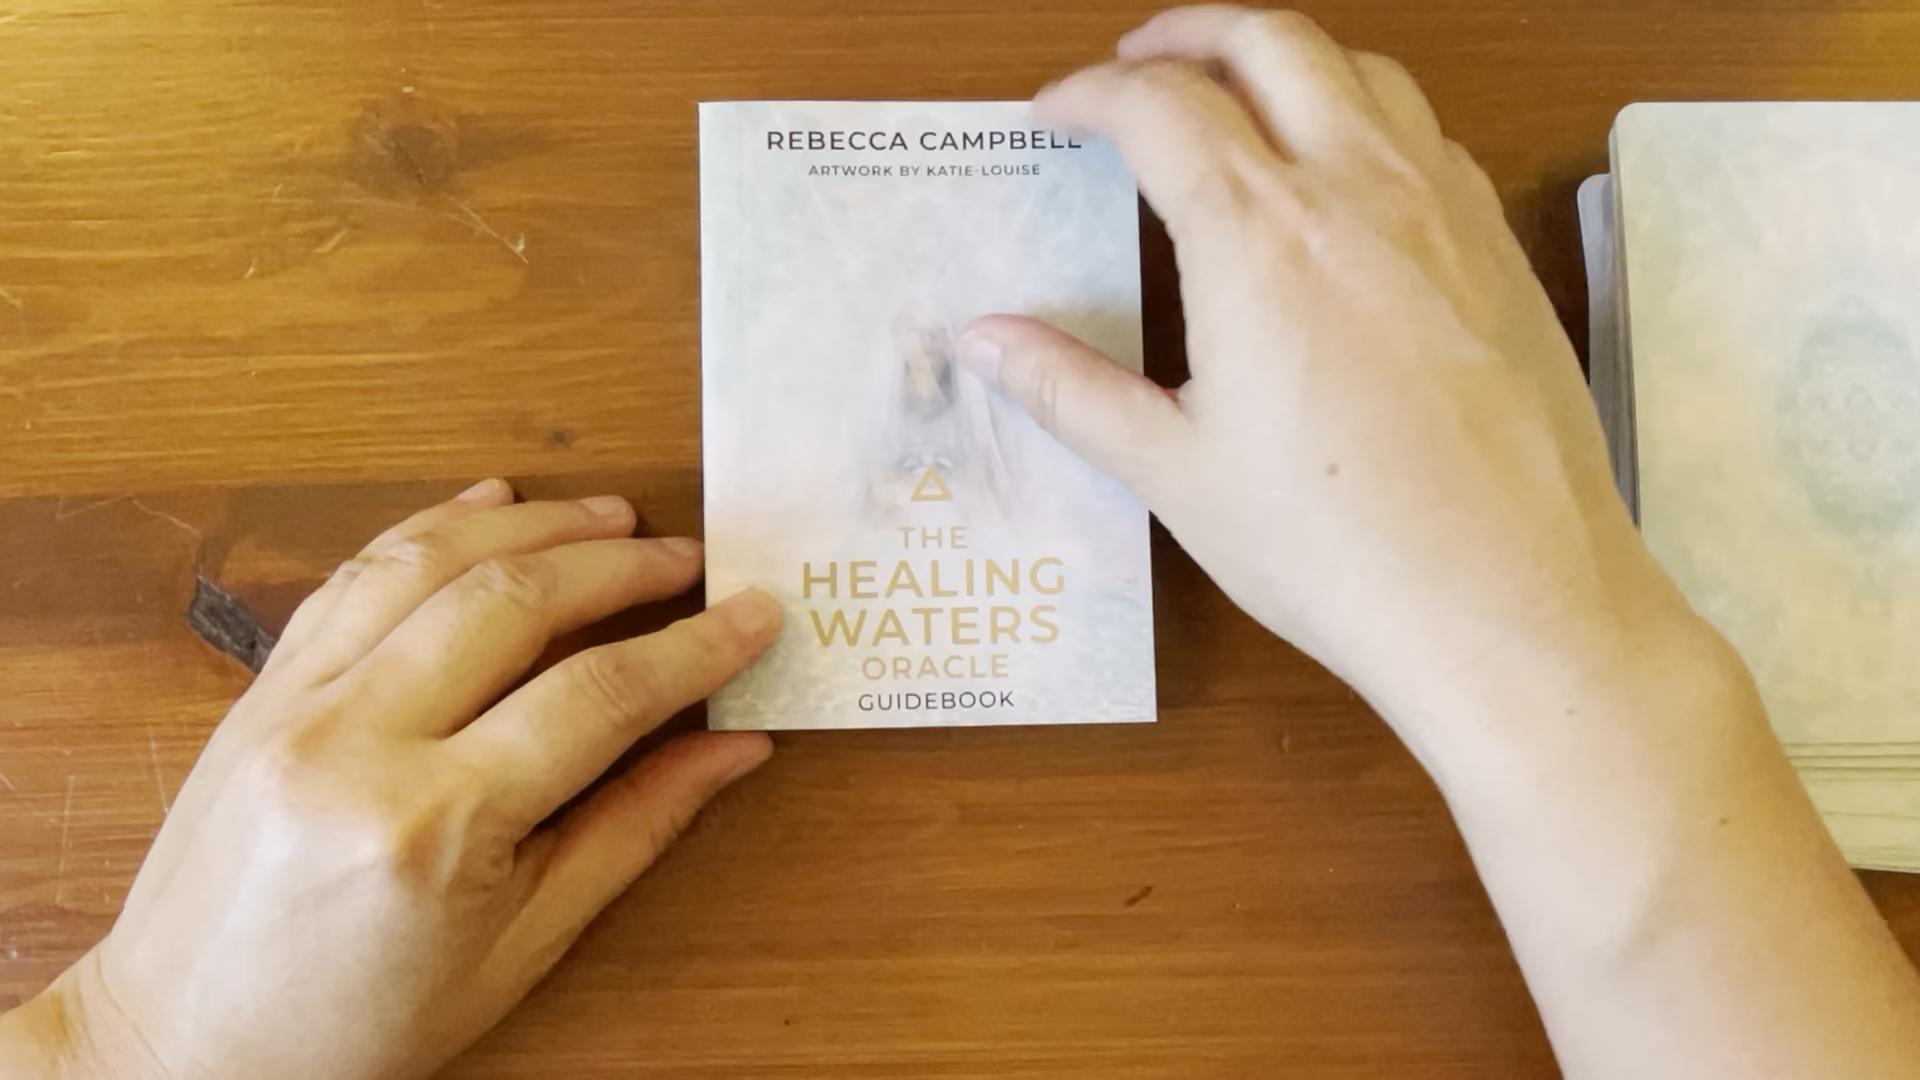 REBECCA CAMPBELL
ARTWORK BY KATIE-LOUISE
THE
HEALING
WATERS
ORACLE
GUIDEBOOK